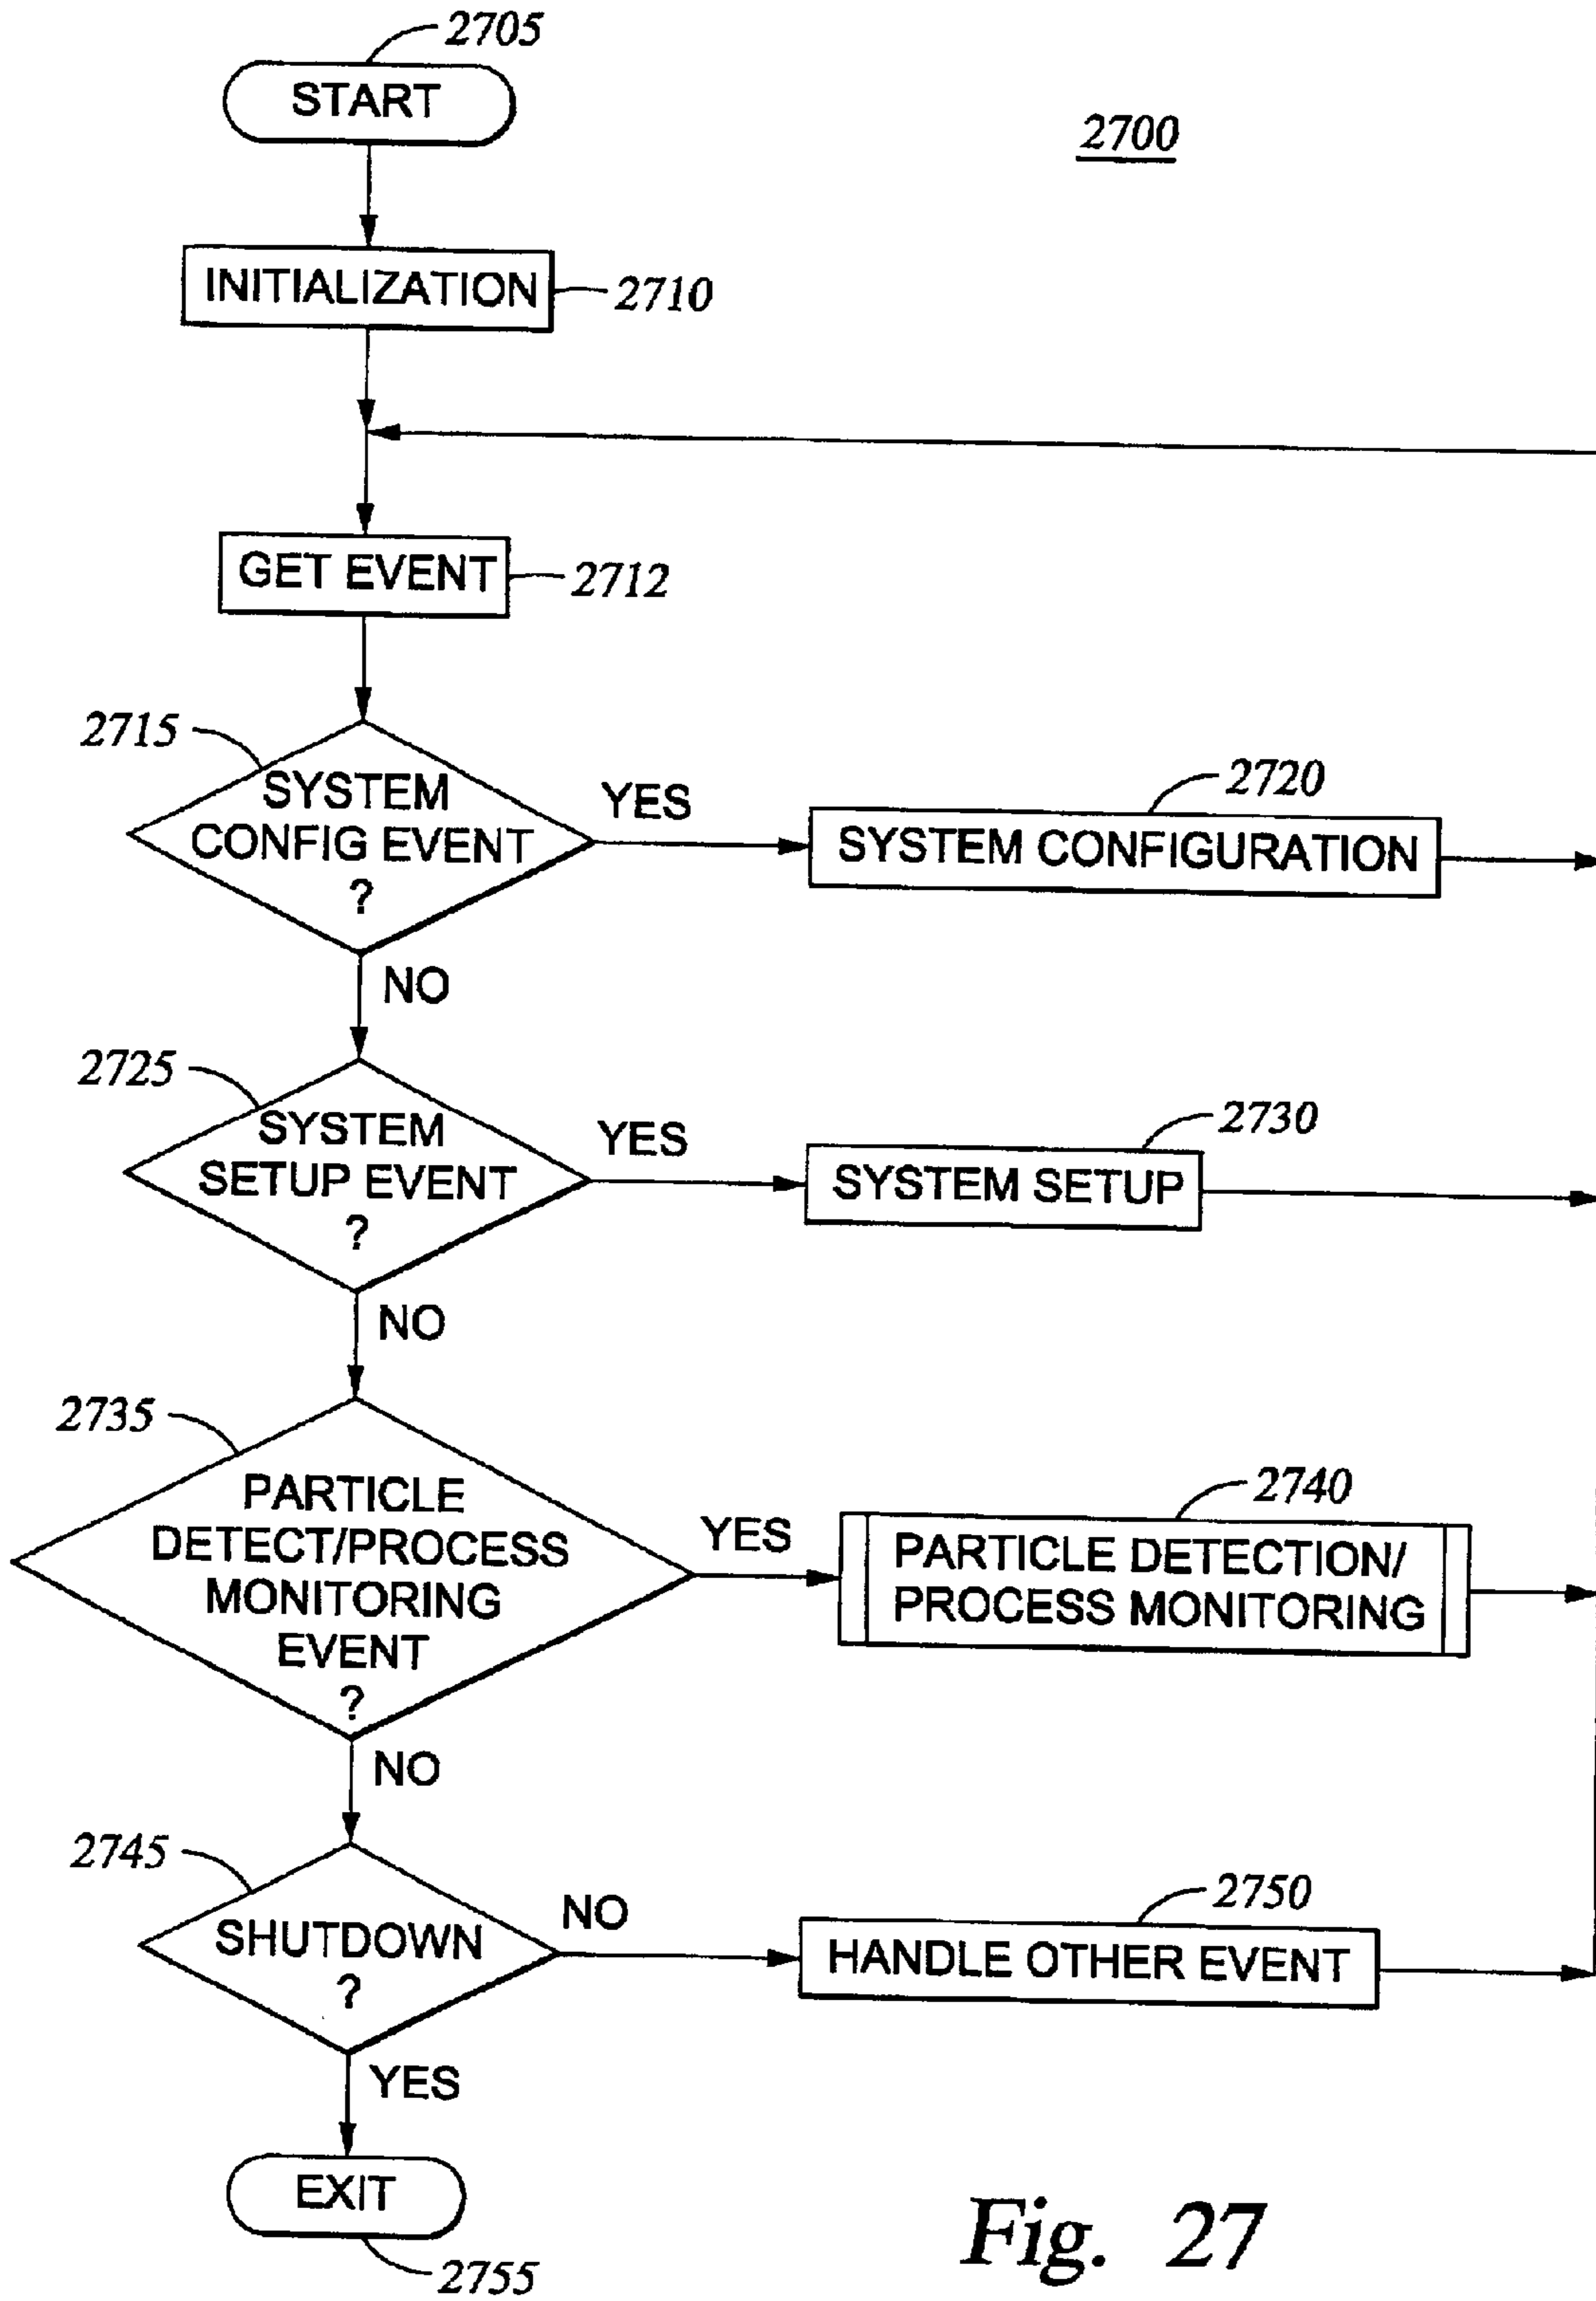 2705
START
2700
INITIALIZATION
2710
GET EVENT
2712
2715
SYSTEM
CONFIG EVENT
?
YES
2720
SYSTEM CONFIGURATION
NO
2725
SYSTEM
SETUP EVENT
?
YES
2730
SYSTEM SETUP
NO
2735
PARTICLE
DETECT/PROCESS
MONITORING
EVENT
?
YES
2740
PARTICLE DETECTION/
PROCESS MONITORING
NO
2745
SHUTDOWN
?
NO
2750
HANDLE OTHER EVENT
YES
EXIT
2755
Fig. 27